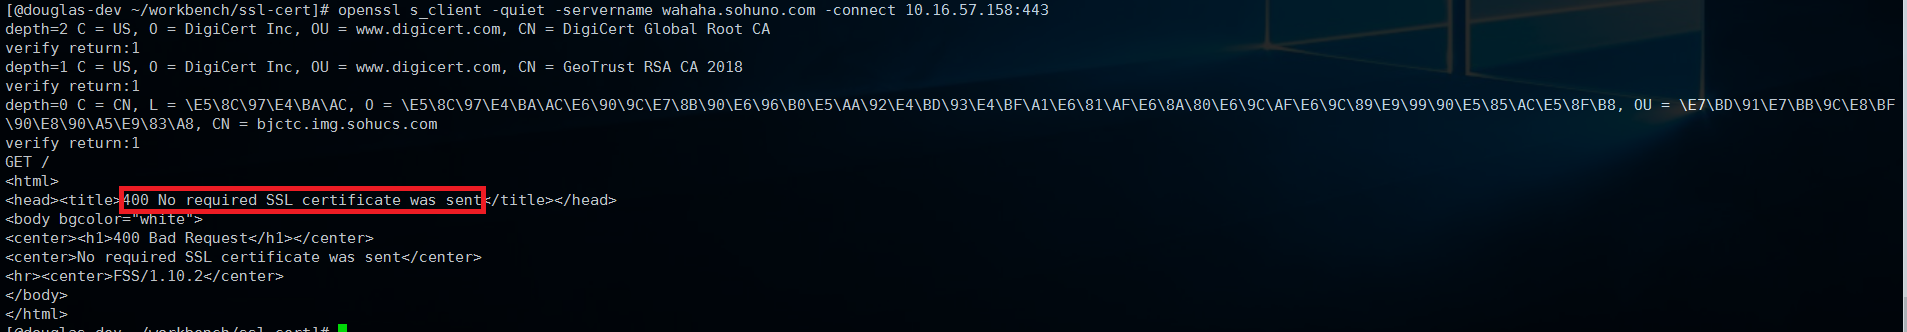 [@douglas-dev ~/workbench/ssl-cert]# openssl s_client -quiet -servername wahaha.sohuno.com -connect 10.16.57.158:443
depth=2 C = US, O = DigiCert Inc, OU = www.digicert.com, CN = DigiCert Global Root CA
verify return:1
depth=1 C = US, O = DigiCert Inc, OU = www.digicert.com, CN = GeoTrust RSA CA 2018
verify return:1
depth=0 C = CN, L = \E5\8C\97\E4\BA\AC, O = \E5\8C\97\E4\BA\AC\E6\90\9C\E7\8B\90\E6\96\B0\E5\AA\92\E4\BD\93\E4\BF\A1\E6\81\AF\E6\8A\80\E6\9C\AF\E6\9C\89\E9\99\90\E5\85\AC\E5\8F\B8, OU = \E7\BD\91\E7\BB\9C\E8\BF
\90\E8\90\A5\E9\83\A8, CN = bjctc.img.sohucs.com
verify return:1
GET /
<html>
<head><title>400 No required SSL certificate was sent</title></head>
<body bgcolor="white">
<center><h1>400 Bad Request</h1></center>
<center>No required SSL certificate was sent</center>
<hr><center>FSS/1.10.2</center>
</body>
</html>
[@douglas-dev ~/workbench/ssl-cert]#